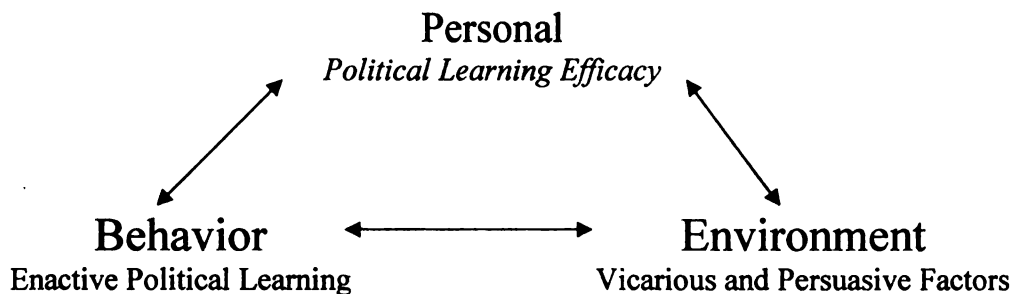 Personal
Political Learning Efficacy
Behavior
Enactive Political Learning
Environment
Vicarious and Persuasive Factors